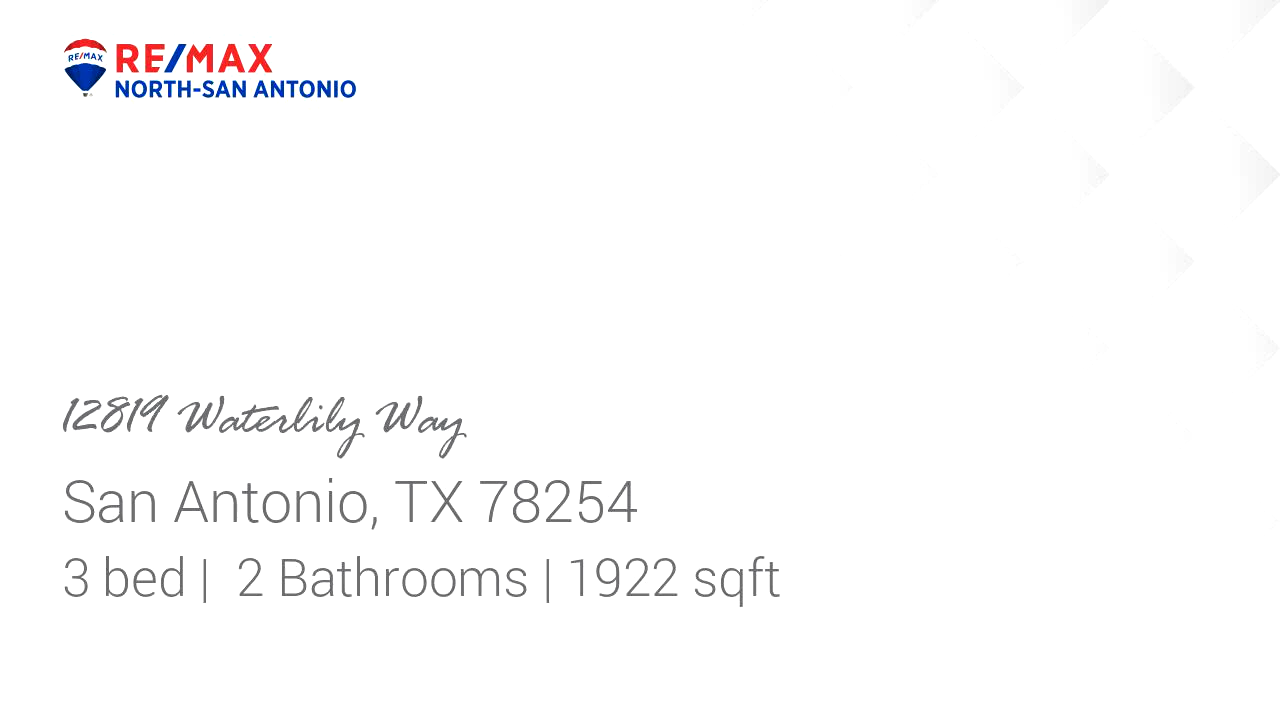 RE/MAX
RE/MAX
NORTH-SAN ANTONIO
12819 Waterlily Way
San Antonio, TX 78254
3 bed | 2 Bathrooms | 1922 sqft